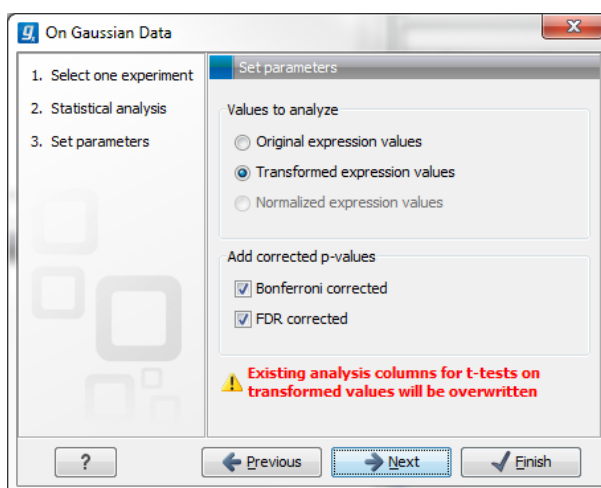 On Gaussian Data
1. Select one experiment
2. Statistical analysis
3. Set parameters
Set parameters
Values to analyze
Original expression values
Transformed expression values
Normalized expression values
Add corrected p-values
Bonferroni corrected
FDR corrected
Existing analysis columns for t-tests on
transformed values will be overwritten
?
Previous
Next
Finish